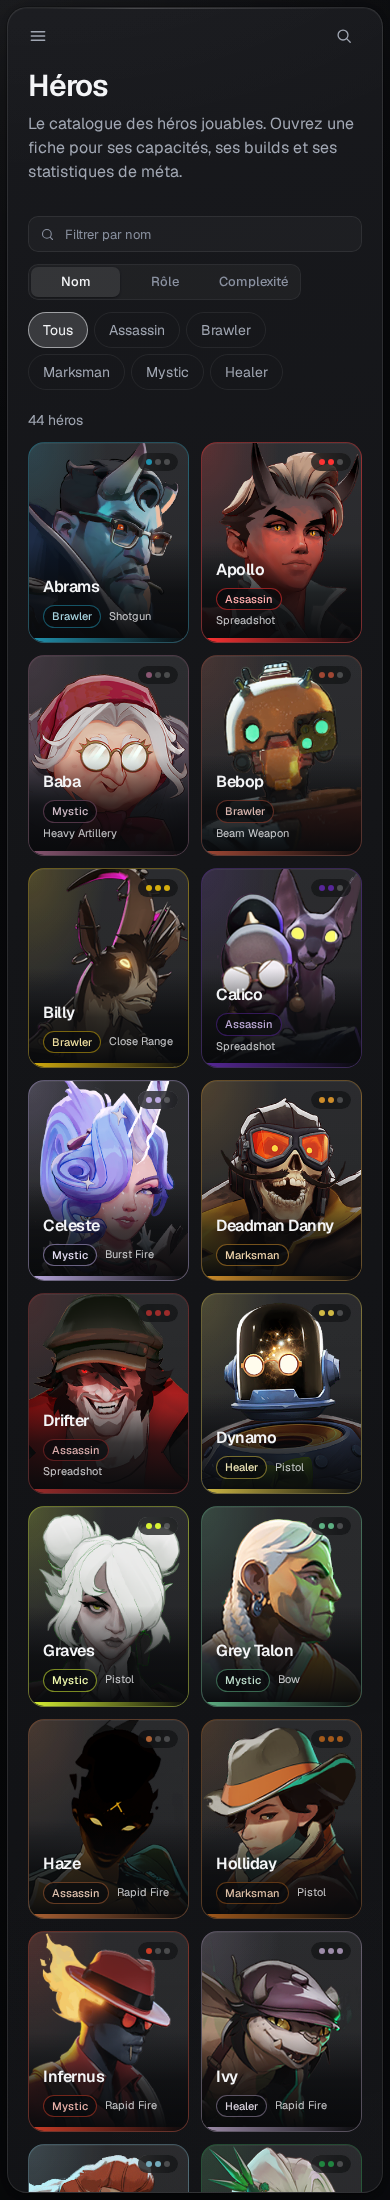 Héros
Le catalogue des héros jouables. Ouvrez une
fiche pour ses capacités, ses builds et ses
statistiques de méta.
Filtrer par nom
Nom Rôle Complexité
Tous Assassin Brawler
Marksman Mystic Healer
44 héros
Abrams
Brawler Shotgun
Apollo
Assassin
Spreadshot
Baba
Mystic
Heavy Artillery
Bebop
Brawler
Beam Weapon
Billy
Brawler Close Range
Calico
Assassin
Spreadshot
Celeste
Mystic Burst Fire
Deadman Danny
Marksman
Drifter
Assassin
Spreadshot
Dynamo
Healer Pistol
Graves
Mystic Pistol
Grey Talon
Mystic Bow
Haze
Assassin Rapid Fire
Holliday
Marksman Pistol
Infernus
Mystic Rapid Fire
Ivy
Healer Rapid Fire